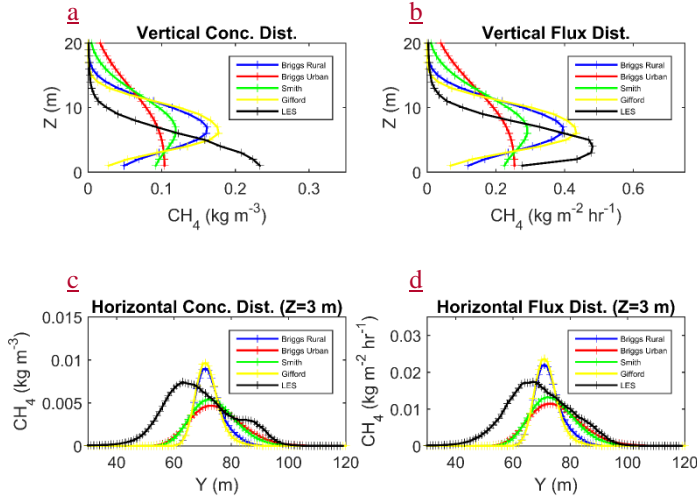 a
Vertical Conc. Dist.
20
10
0
Z (m)
0 0.1 0.2 0.3
CH4 (kg m-3)
Briggs Rural
Briggs Urban
Smith
Gifford
LES
b
Vertical Flux Dist.
20
10
0
Z (m)
0 0.2 0.4 0.6
CH4 (kg m-2 hr-1)
Briggs Rural
Briggs Urban
Smith
Gifford
LES
c
Horizontal Conc. Dist. (Z=3 m)
0.015
0.01
0.005
0
CH4 (kg m-3)
40 60 80 100 120
Y (m)
Briggs Rural
Briggs Urban
Smith
Gifford
LES
d
Horizontal Flux Dist. (Z=3 m)
0.03
0.02
0.01
0
CH4 (kg m-2 hr-1)
40 60 80 100 120
Y (m)
Briggs Rural
Briggs Urban
Smith
Gifford
LES